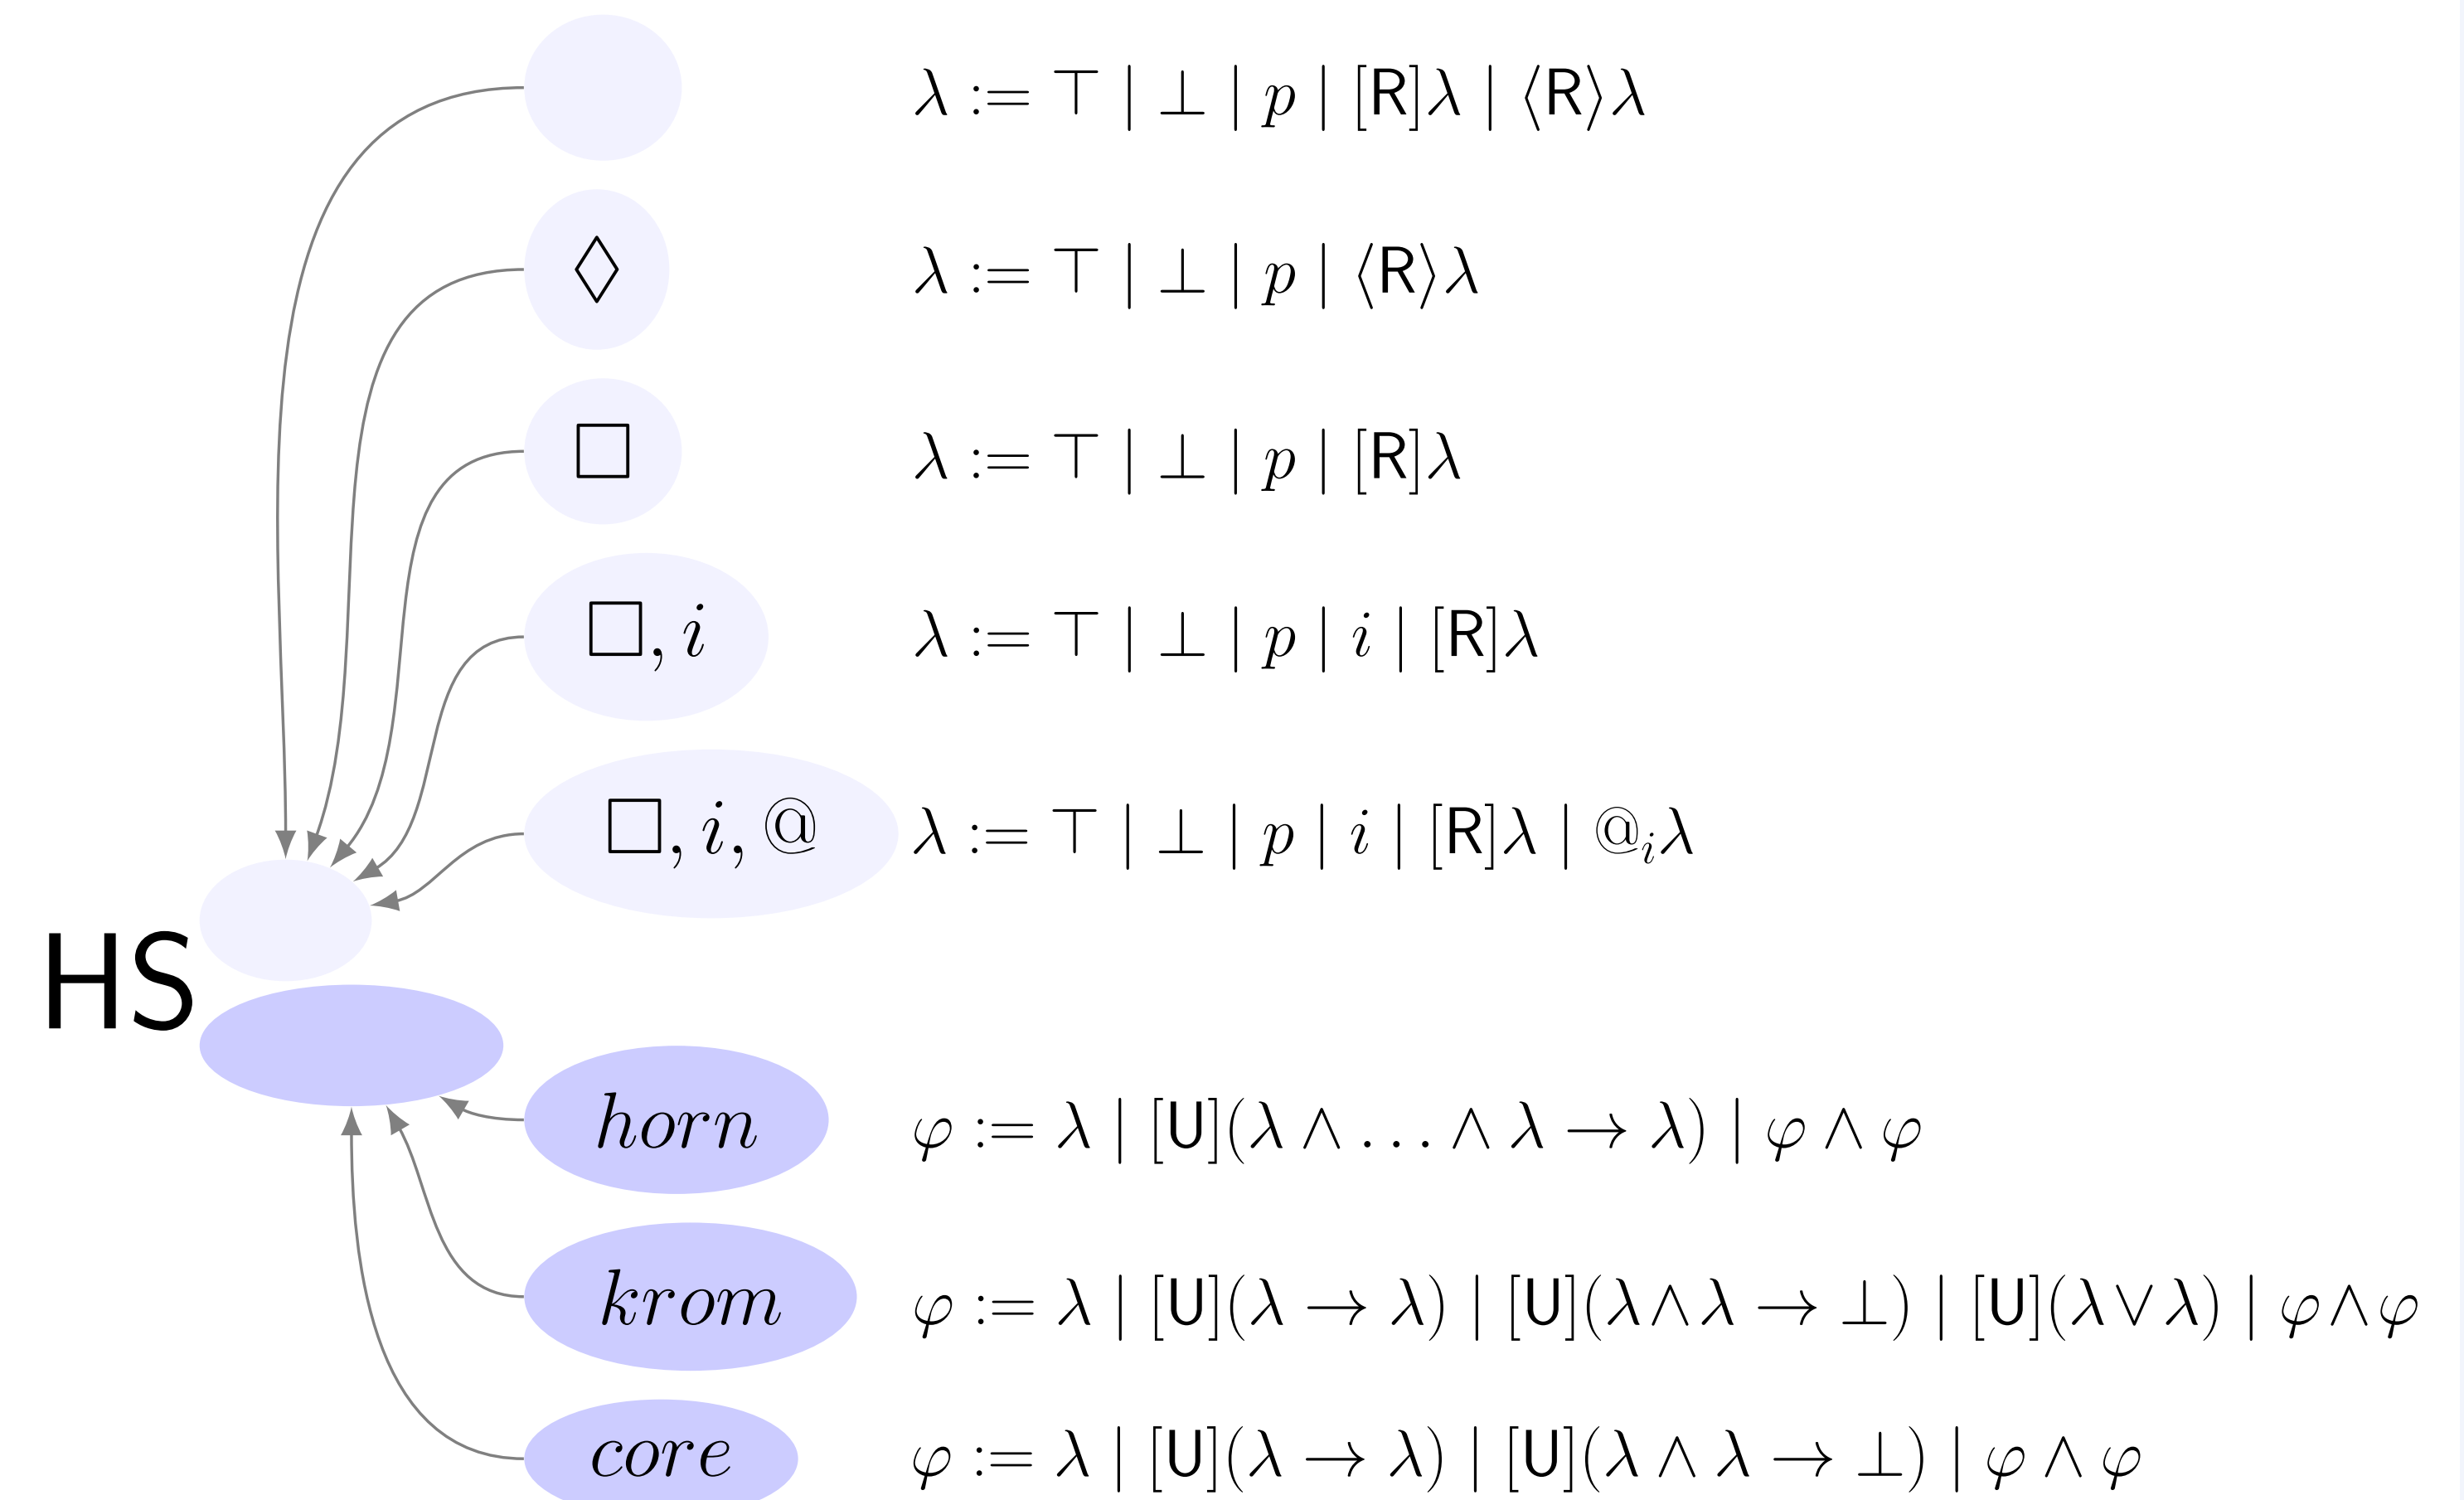 λ := ⊤ | ⊥ | p | [R]λ | ⟨R⟩λ
◊ λ := ⊤ | ⊥ | p | ⟨R⟩λ
□ λ := ⊤ | ⊥ | p | [R]λ
□, i λ := ⊤ | ⊥ | p | i | [R]λ
□, i, @ λ := ⊤ | ⊥ | p | i | [R]λ | @ᵢλ
HS
horn φ := λ | [U](λ ∧ … ∧ λ → λ) | φ ∧ φ
krom φ := λ | [U](λ → λ) | [U](λ ∧ λ → ⊥) | [U](λ ∨ λ) | φ ∧ φ
core φ := λ | [U](λ → λ) | [U](λ ∧ λ → ⊥) | φ ∧ φ